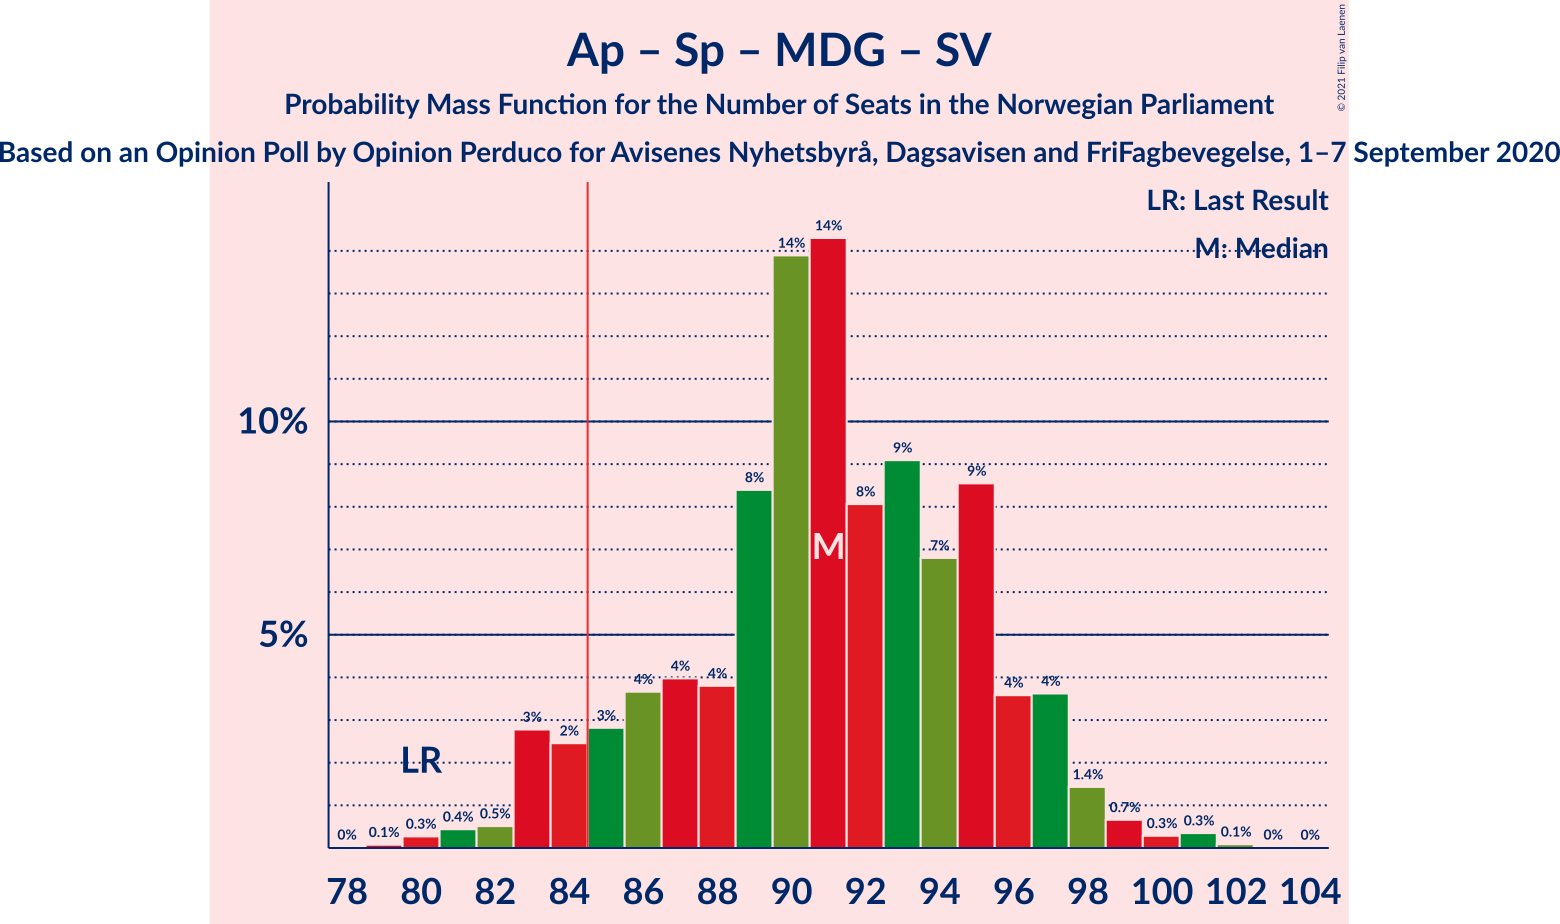 Ap – Sp – MDG – SV
Probability Mass Function for the Number of Seats in the Norwegian Parliament
Based on an Opinion Poll by Opinion Perduco for Avisenes Nyhetsbyrå, Dagsavisen and FriFagbevegelse, 1–7 September 2020
© 2021 Filip van Laenen
LR: Last Result
M: Median
10%
5%
0% 0.1% 0.3% 0.4% 0.5% 3% 2% 3% 4% 4% 4% 8% 14% 14% 8% 9% 7% 9% 4% 4% 1.4% 0.7% 0.3% 0.3% 0.1% 0% 0%
LR
M
78 80 82 84 86 88 90 92 94 96 98 100 102 104